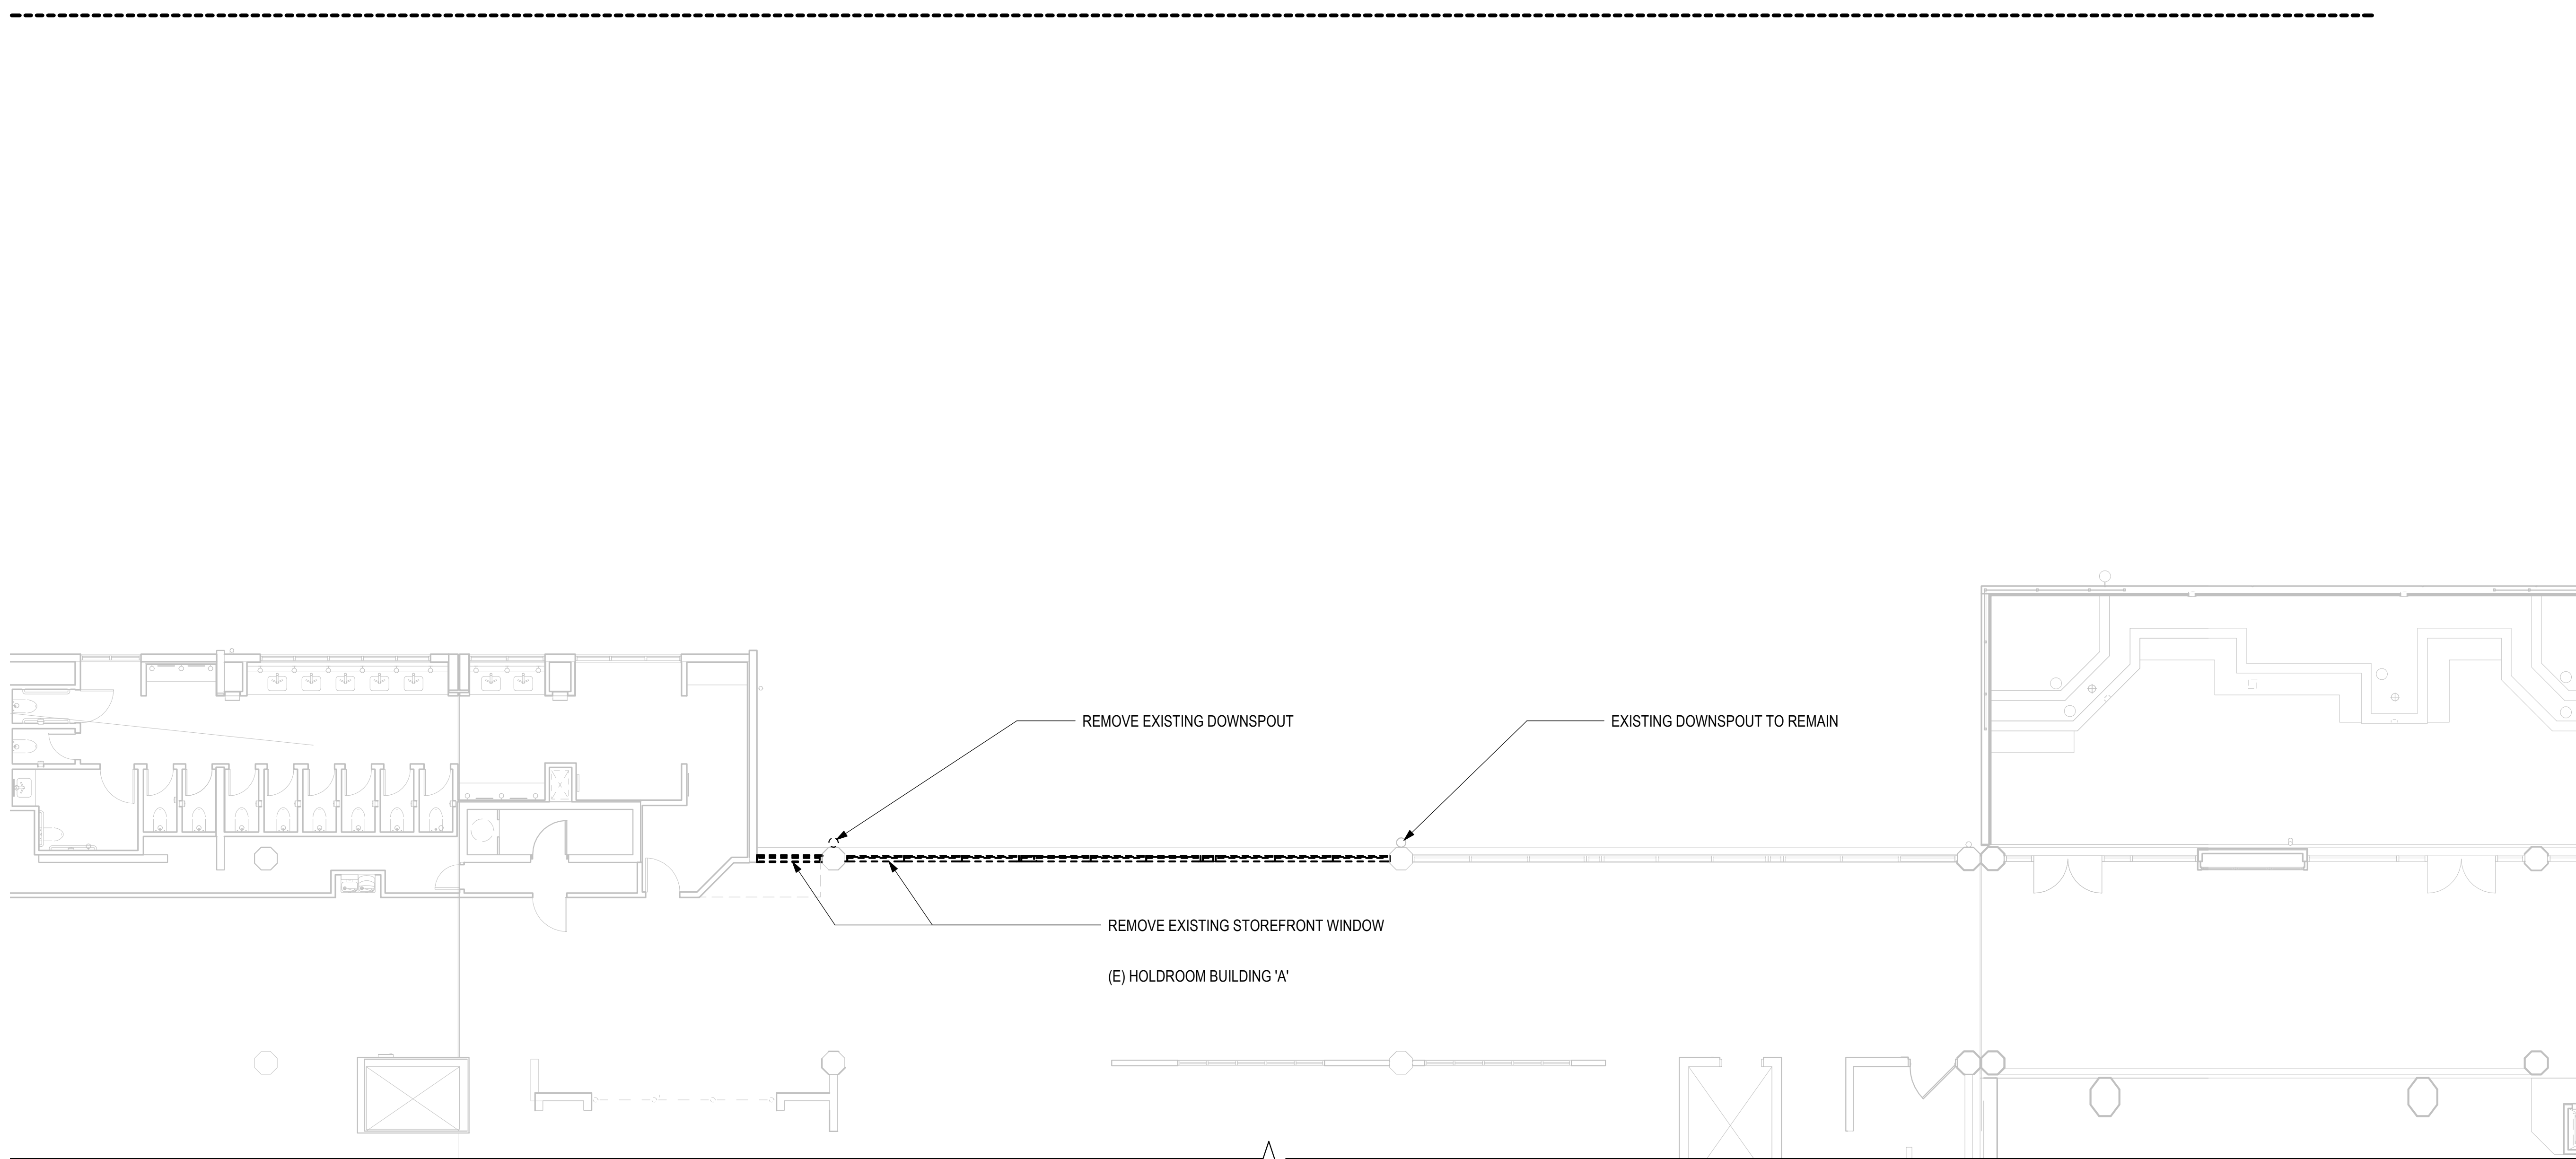 REMOVE EXISTING DOWNSPOUT
EXISTING DOWNSPOUT TO REMAIN
REMOVE EXISTING STOREFRONT WINDOW
(E) HOLDROOM BUILDING 'A'